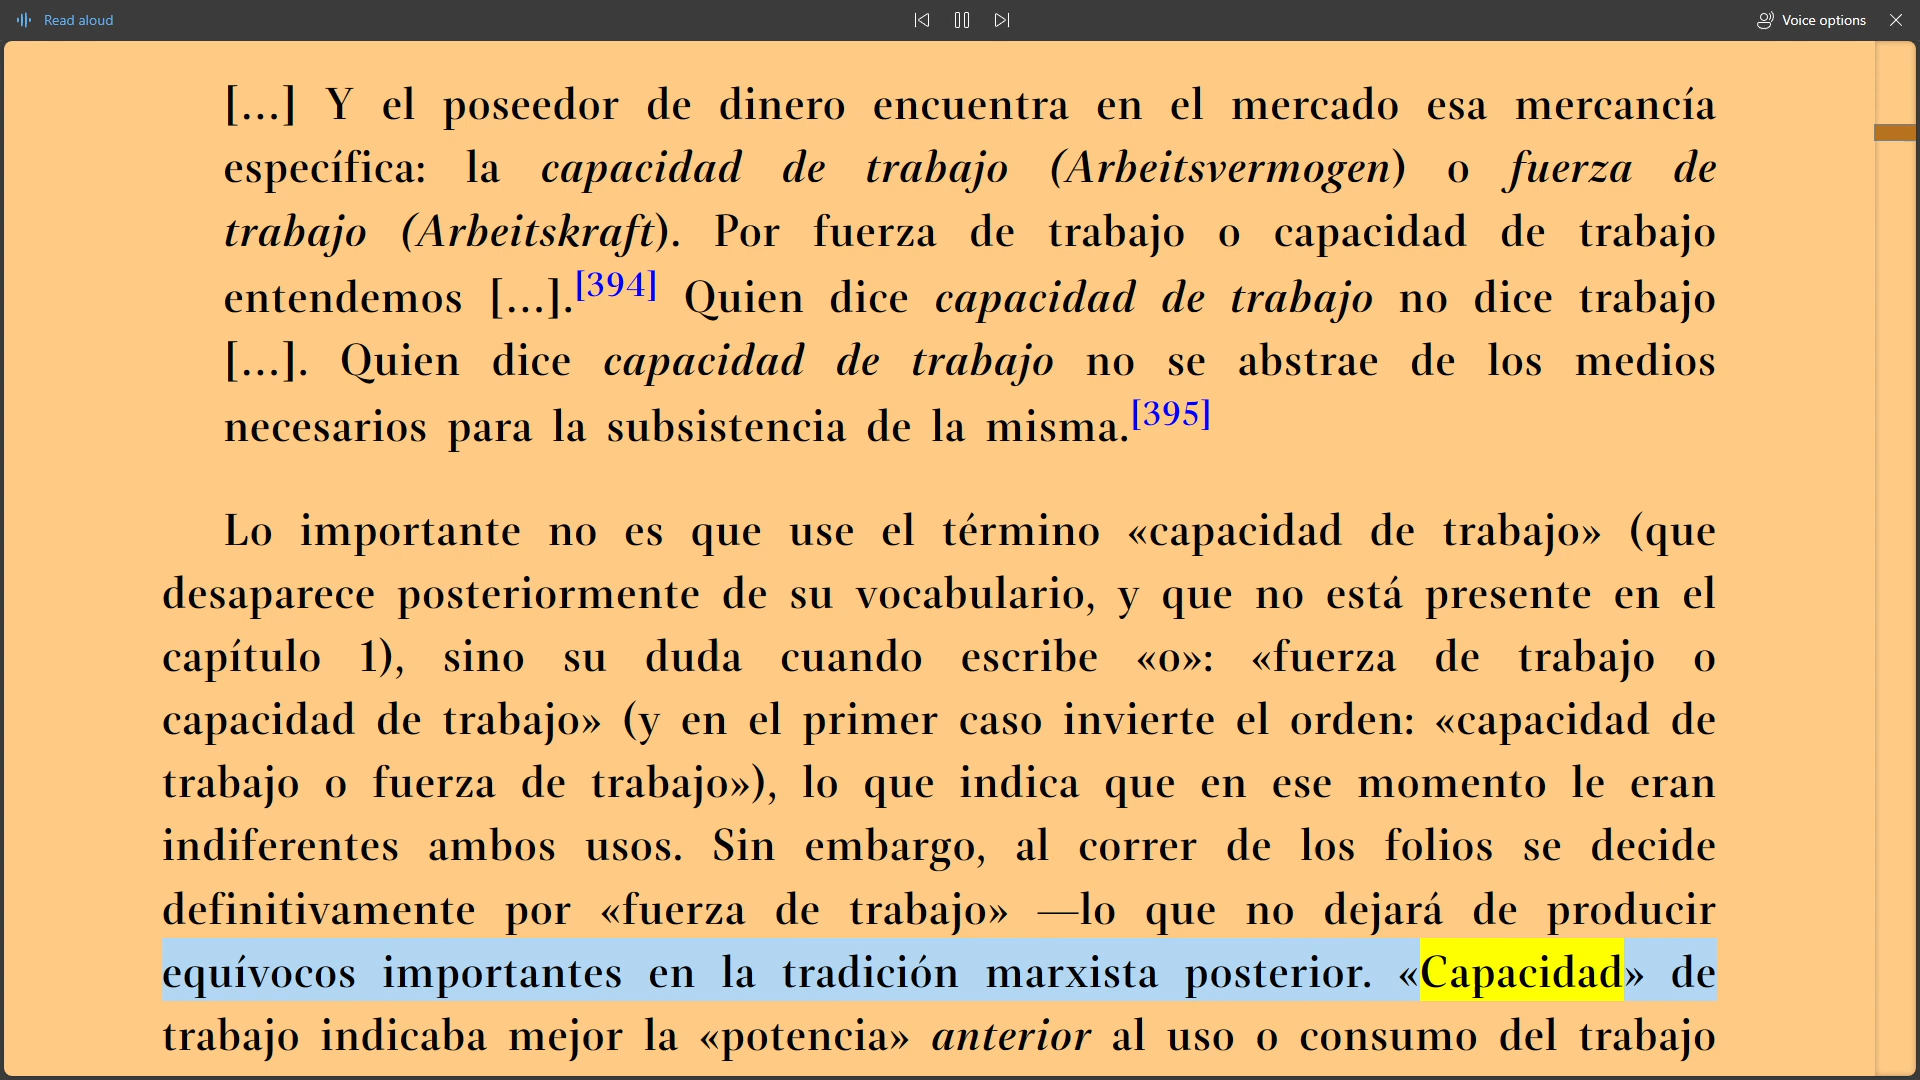 Read aloud
Voice options
[...] Y el poseedor de dinero encuentra en el mercado esa mercancía
específica: la capacidad de trabajo (Arbeitsvermogen) o fuerza de
trabajo (Arbeitskraft). Por fuerza de trabajo o capacidad de trabajo
entendemos [...].[394] Quien dice capacidad de trabajo no dice trabajo
[...]. Quien dice capacidad de trabajo no se abstrae de los medios
necesarios para la subsistencia de la misma.[395]
Lo importante no es que use el término «capacidad de trabajo» (que
desaparece posteriormente de su vocabulario, y que no está presente en el
capítulo 1), sino su duda cuando escribe «o»: «fuerza de trabajo o
capacidad de trabajo» (y en el primer caso invierte el orden: «capacidad de
trabajo o fuerza de trabajo»), lo que indica que en ese momento le eran
indiferentes ambos usos. Sin embargo, al correr de los folios se decide
definitivamente por «fuerza de trabajo» —lo que no dejará de producir
equívocos importantes en la tradición marxista posterior. «Capacidad» de
trabajo indicaba mejor la «potencia» anterior al uso o consumo del trabajo